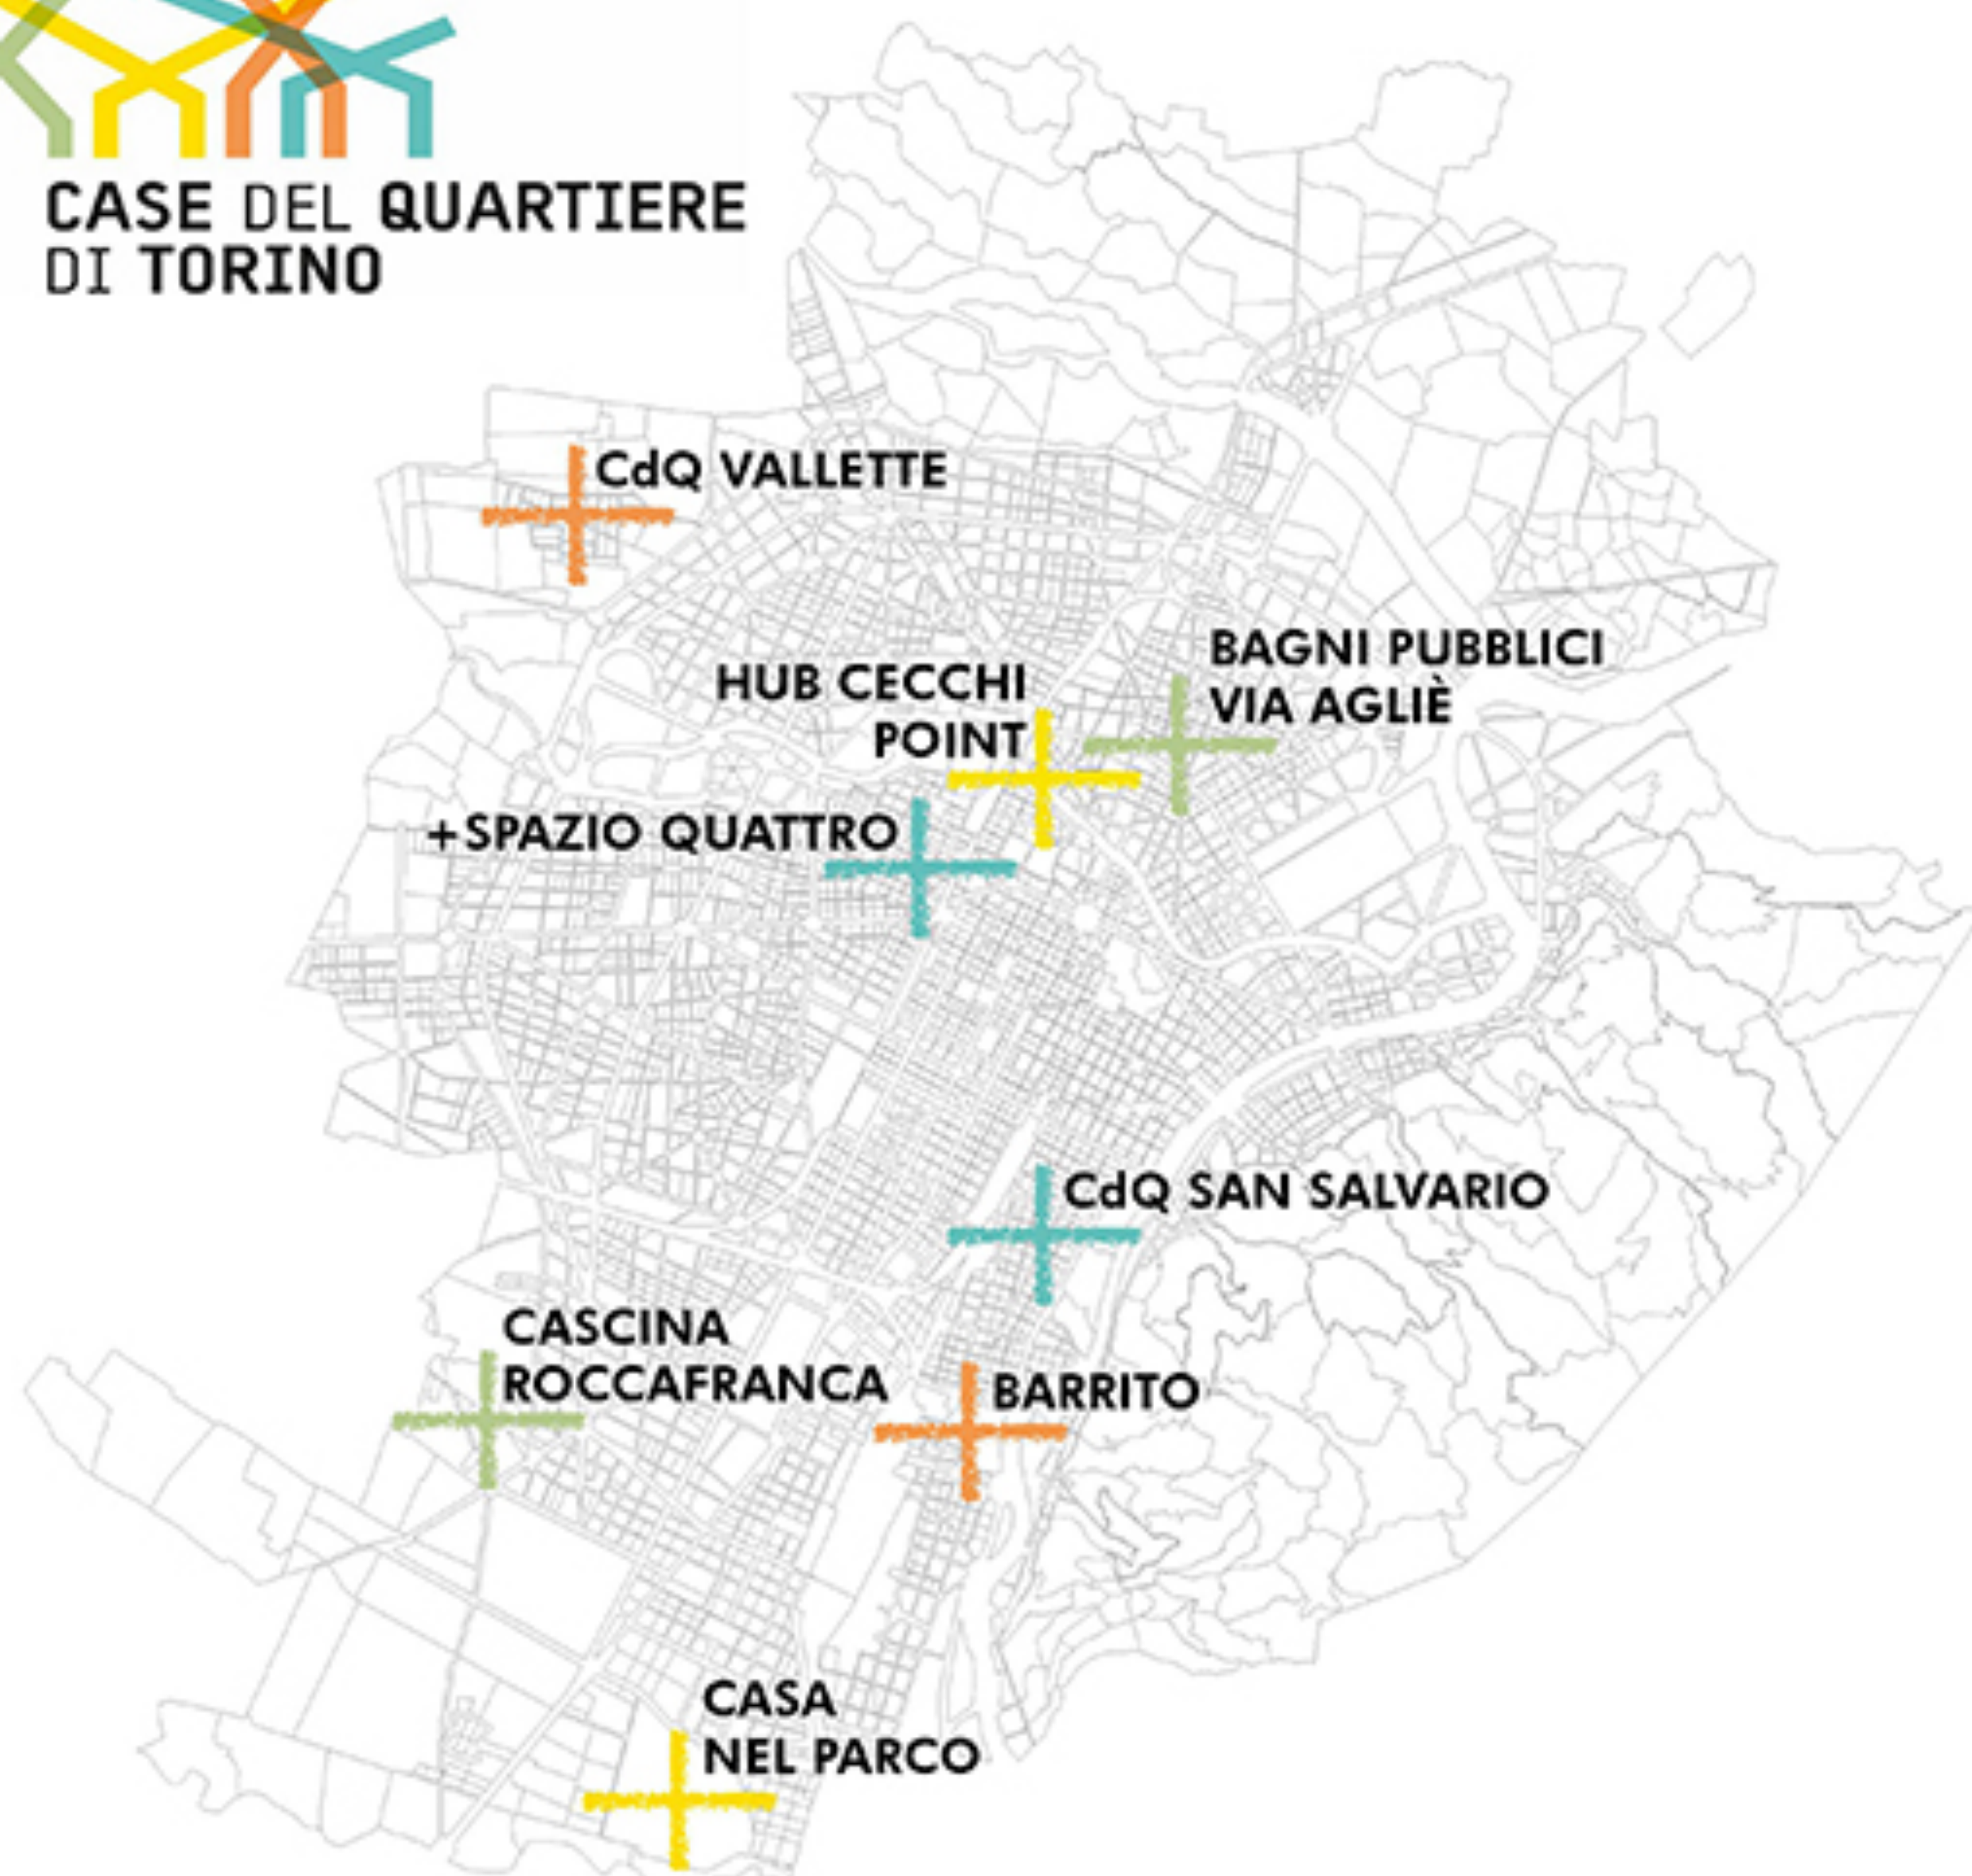 CASE DEL QUARTIERE
DI TORINO
CdQ VALLETTE
BAGNI PUBBLICI
VIA AGLIÈ
HUB CECCHI
POINT
+SPAZIO QUATTRO
CdQ SAN SALVARIO
CASCINA
ROCCAFRANCA
BARRITO
CASA
NEL PARCO